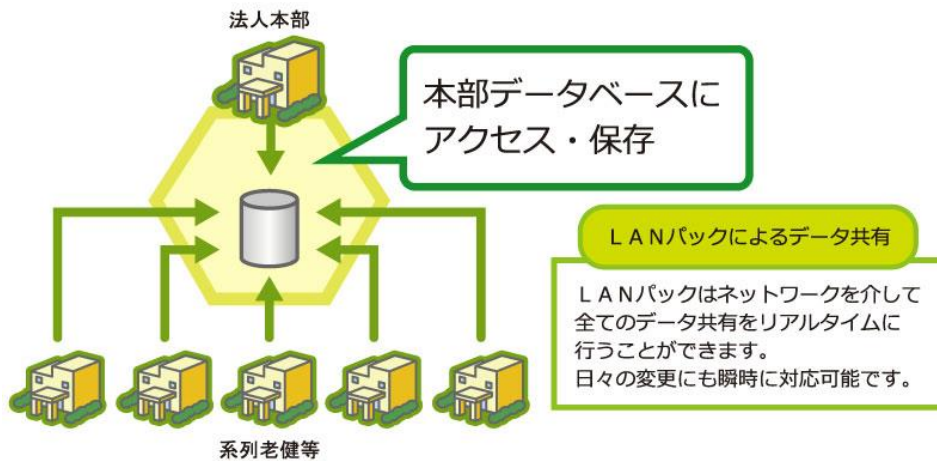 法人本部
本部データベースに
アクセス・保存
ＬＡＮパックによるデータ共有
ＬＡＮパックはネットワークを介して
全てのデータ共有をリアルタイムに
行うことができます。
日々の変更にも瞬時に対応可能です。
系列老健等